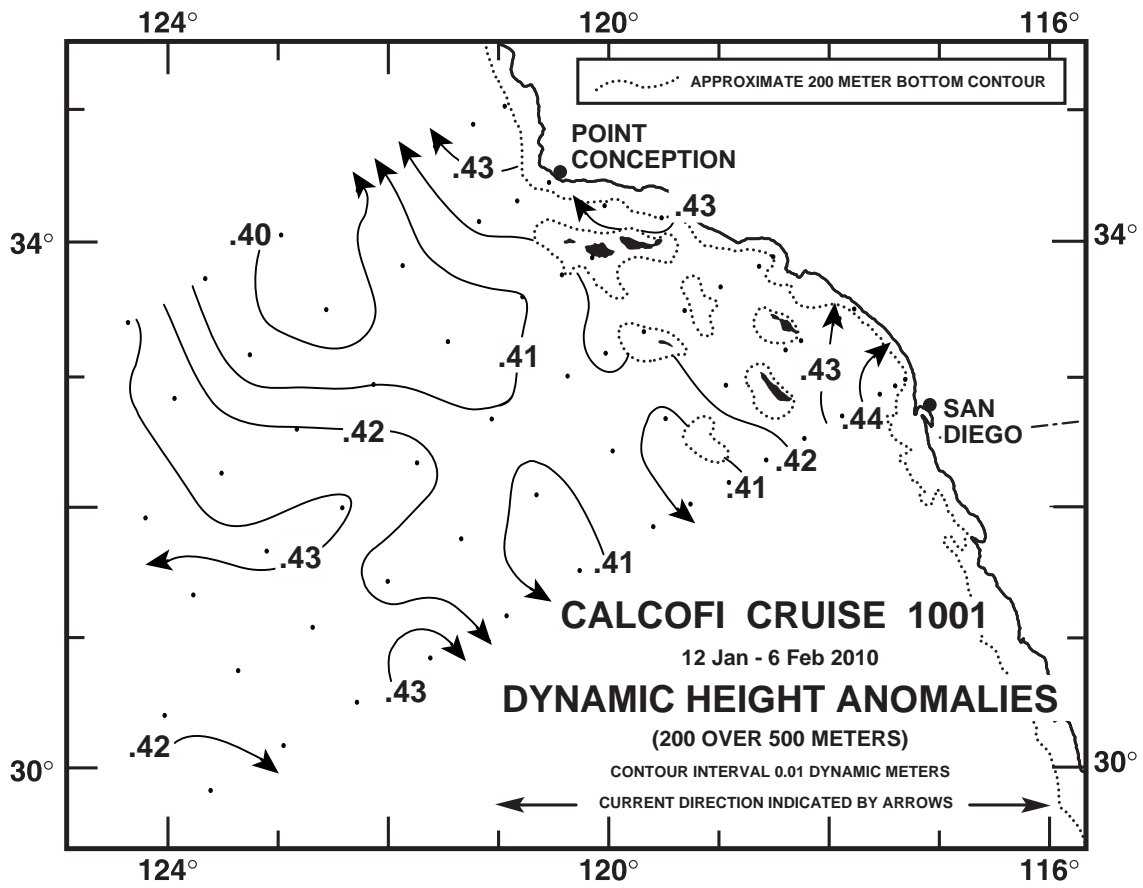 124° 120° 116°
APPROXIMATE 200 METER BOTTOM CONTOUR
POINT
CONCEPTION
.43
.43
.40
34° 34°
.41
.43
.44
SAN
DIEGO
.42
.42
.41
.43
.41
CALCOFI CRUISE 1001
12 Jan - 6 Feb 2010
.43
DYNAMIC HEIGHT ANOMALIES
(200 OVER 500 METERS)
.42
30° 30°
CONTOUR INTERVAL 0.01 DYNAMIC METERS
CURRENT DIRECTION INDICATED BY ARROWS
124° 120° 116°